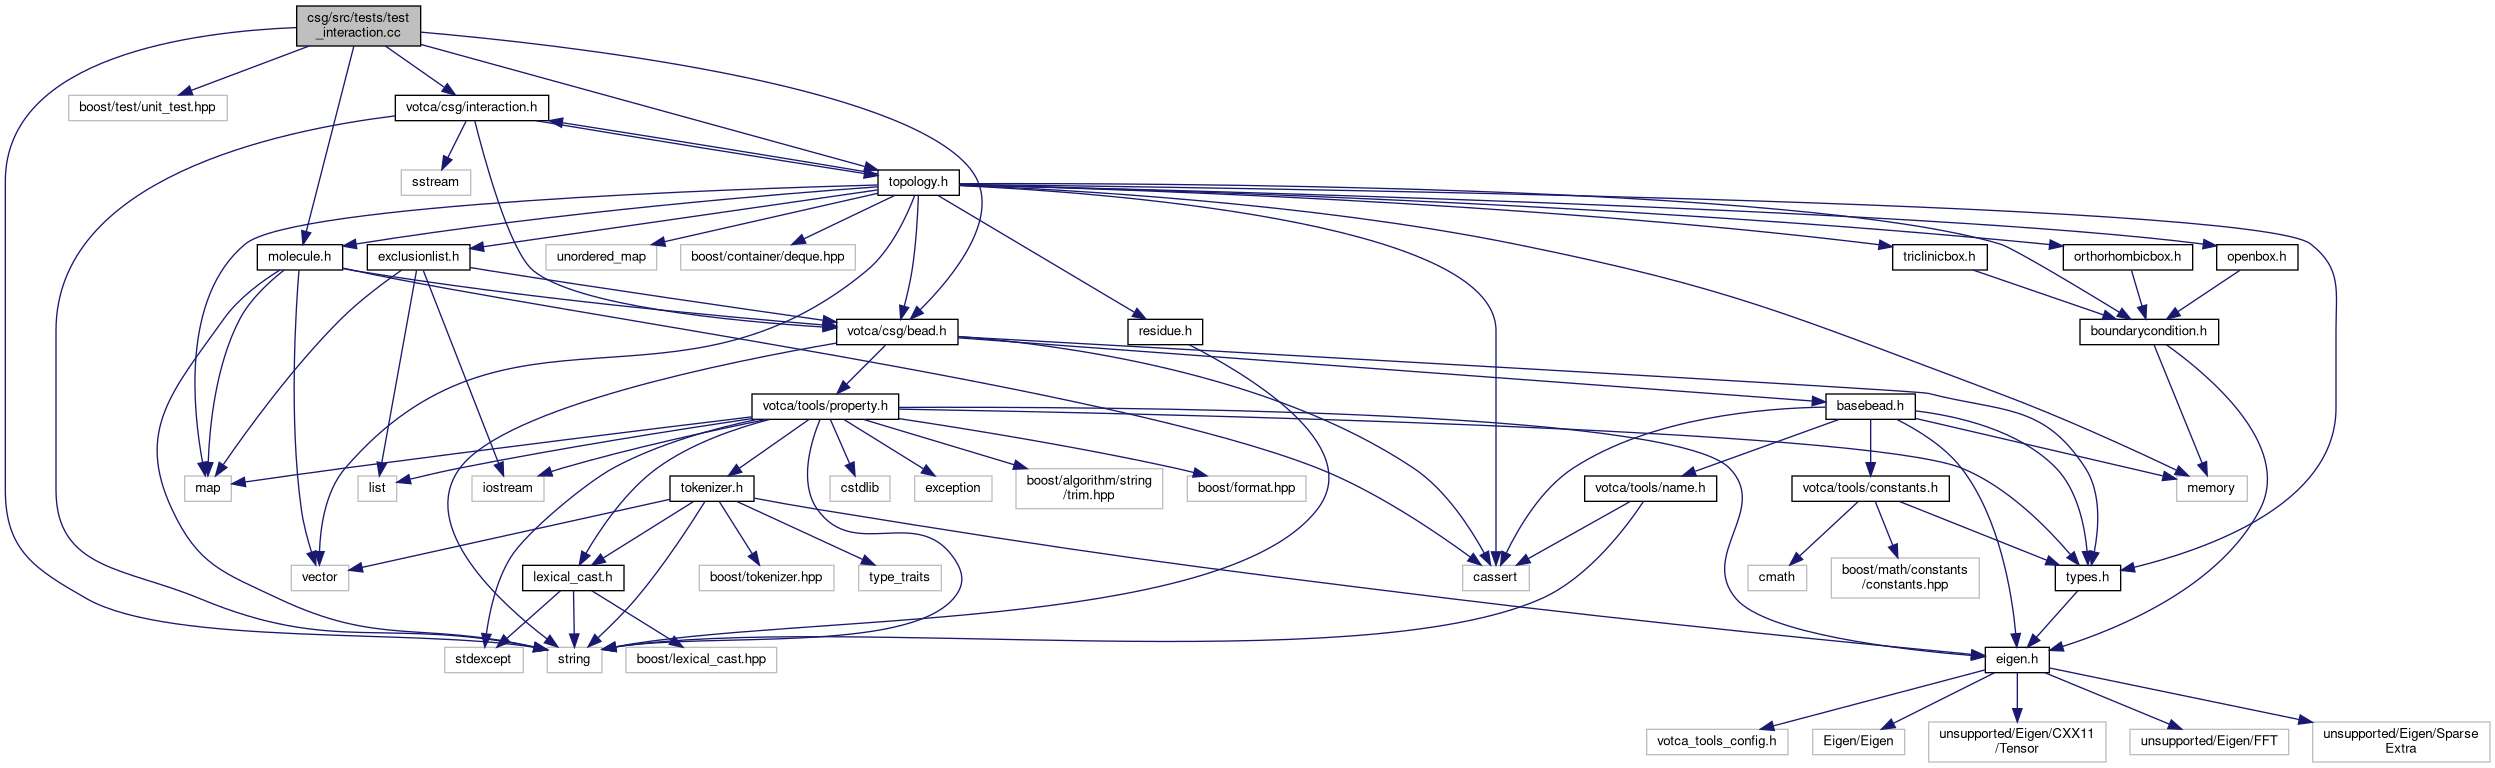 csg/src/tests/test
_interaction.cc
boost/test/unit_test.hpp
votca/csg/interaction.h
sstream
topology.h
molecule.h
exclusionlist.h
unordered_map
boost/container/deque.hpp
triclinicbox.h
orthorhombicbox.h
openbox.h
votca/csg/bead.h
residue.h
boundarycondition.h
votca/tools/property.h
basebead.h
map
list
iostream
tokenizer.h
cstdlib
exception
boost/algorithm/string
/trim.hpp
boost/format.hpp
votca/tools/name.h
votca/tools/constants.h
memory
vector
lexical_cast.h
boost/tokenizer.hpp
type_traits
cassert
cmath
boost/math/constants
/constants.hpp
types.h
stdexcept
string
boost/lexical_cast.hpp
eigen.h
votca_tools_config.h
Eigen/Eigen
unsupported/Eigen/CXX11
/Tensor
unsupported/Eigen/FFT
unsupported/Eigen/Sparse
Extra